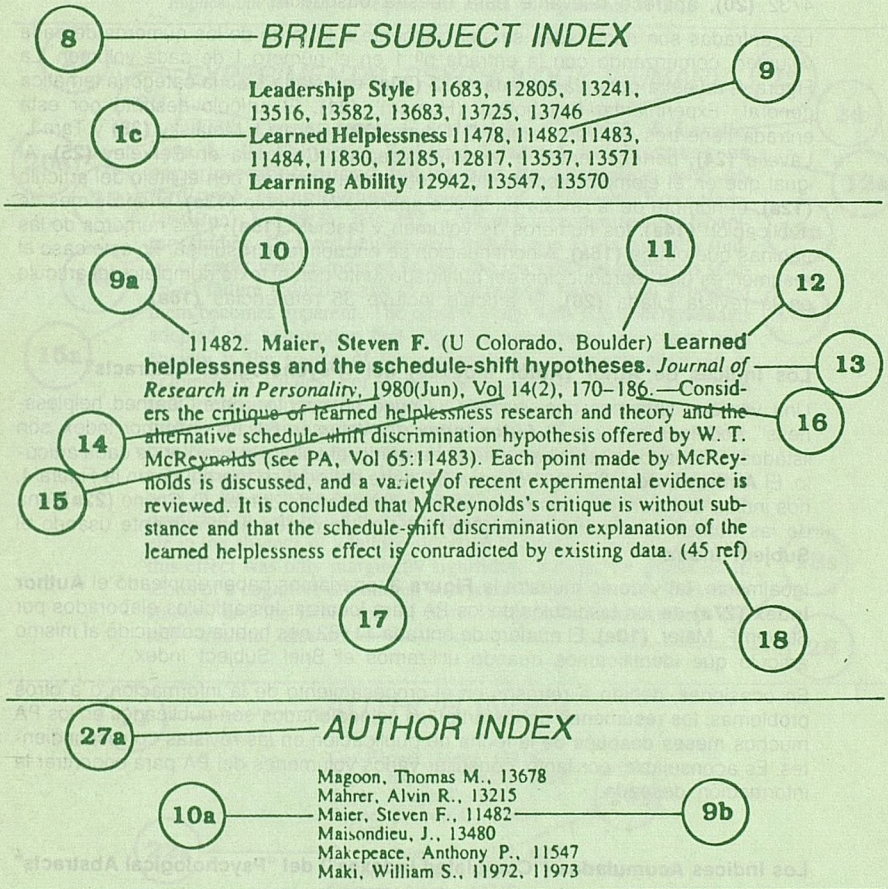 8
BRIEF SUBJECT INDEX
9
Leadership Style 11683, 12805, 13241,
13516, 13582, 13683, 13725, 13746
1c
Learned Helplessness 11478, 11482, 11483,
11484, 11830, 12185, 12817, 13537, 13571
Learning Ability 12942, 13547, 13570
10
11
9a
12
11482. Maier, Steven F. (U Colorado, Boulder) Learned
helplessness and the schedule-shift hypotheses. Journal of
13
Research in Personality, 1980(Jun), Vol 14(2), 170-186.—Consid-
ers the critique of learned helplessness research and theory and the
16
14
alternative schedule-shift discrimination hypothesis offered by W. T.
McReynolds (see PA, Vol 65:11483). Each point made by McRey-
15
nolds is discussed, and a variety of recent experimental evidence is
reviewed. It is concluded that McReynolds's critique is without sub-
stance and that the schedule-shift discrimination explanation of the
learned helplessness effect is contradicted by existing data. (45 ref)
17
18
27a
AUTHOR INDEX
Magoon, Thomas M., 13678
Mahrer, Alvin R., 13215
10a
Maier, Steven F., 11482
9b
Maisondieu, J., 13480
Makepeace, Anthony P., 11547
Maki, William S., 11972, 11973